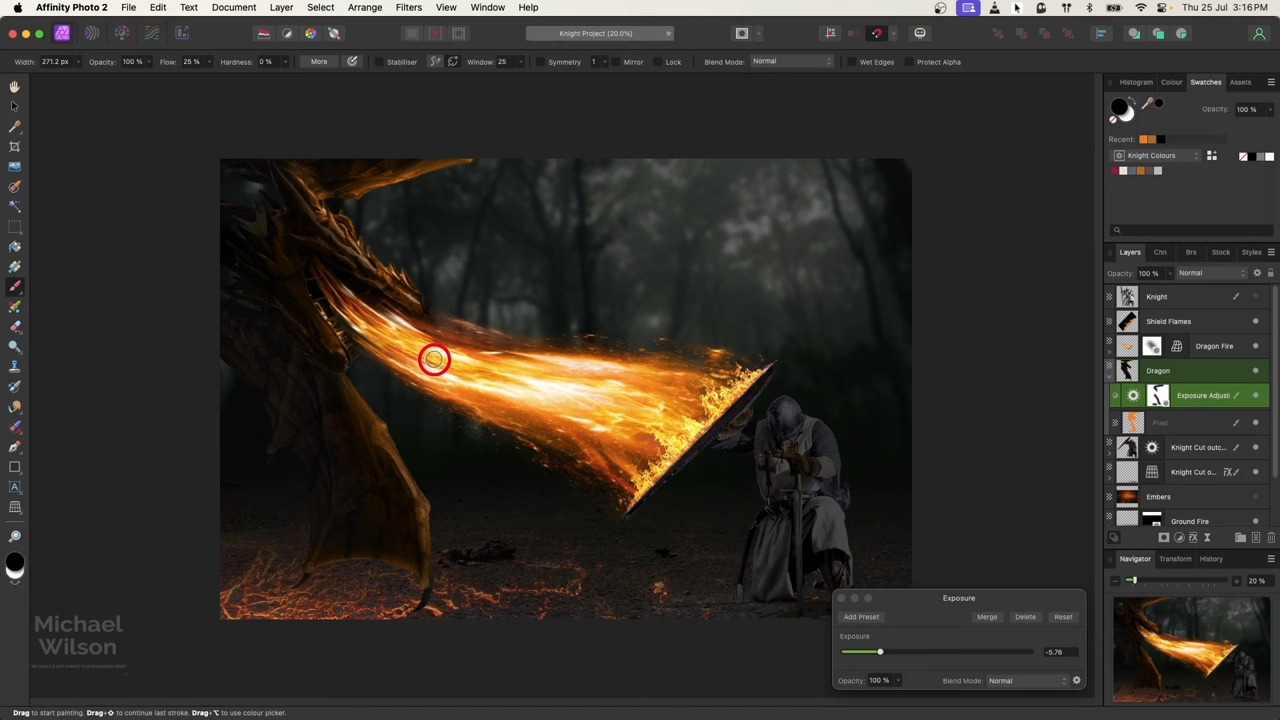 Affinity Photo 2 File Edit Text Document Layer Select Arrange Filters View Window Help Thu 25 Jul 3:16 PM
Knight Project (20.0%)
Width: 271.2 px Opacity: 100 % Flow: 25 % Hardness: 0 % More Stabiliser Window: 25 Symmetry 1 Mirror Lock Blend Mode: Normal Wet Edges Protect Alpha
Histogram Colour Swatches Assets
Opacity: 100 %
Recent:
Knight Colours
Layers Chn Brs Stock Styles
Opacity: 100 % Normal
Knight
Shield Flames
Dragon Fire
Dragon
Exposure Adjust
Pixel
Knight Cut outc...
Knight Cut o...
Embers
Ground Fire
Navigator Transform History
20 %
Exposure
Add Preset Merge Delete Reset
Exposure
-5.76
Opacity: 100 % Blend Mode: Normal
Michael
Wilson
Drag to start painting. Drag+⇧ to continue last stroke. Drag+⌥ to use colour picker.